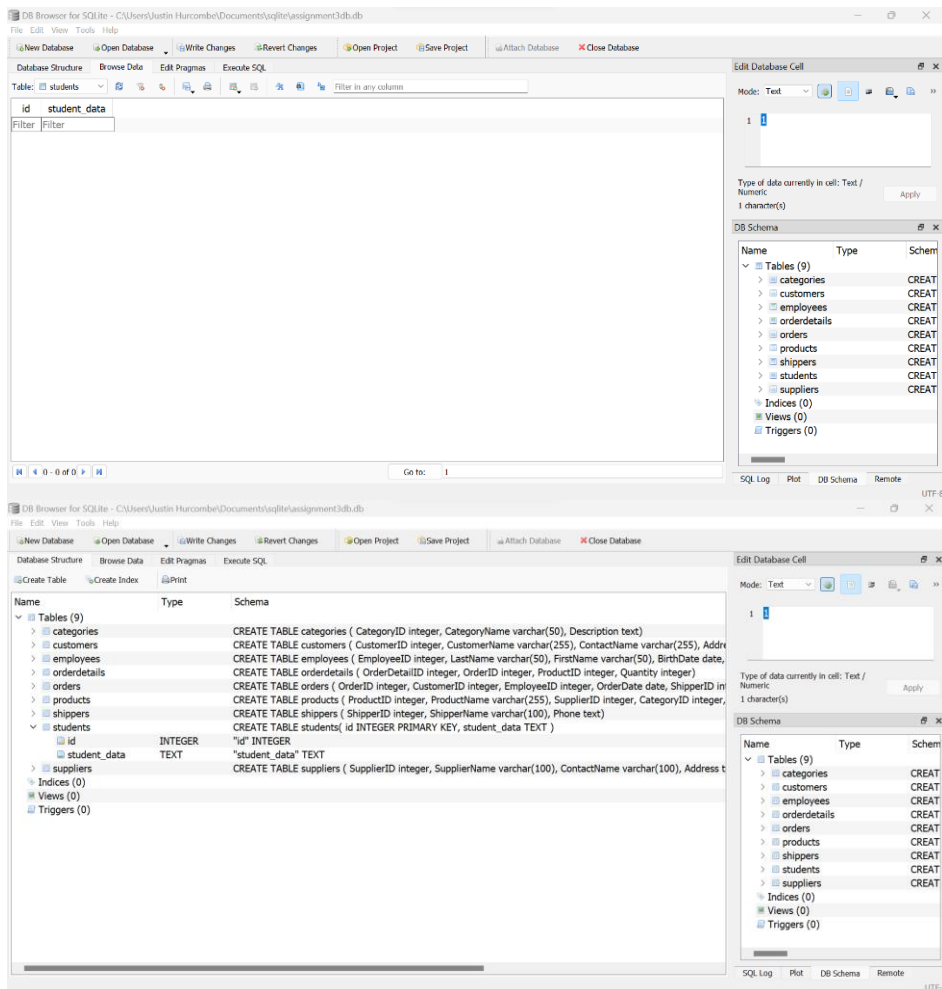 DB Browser for SQLite - C:\Users\Justin Hurcombe\Documents\sqlite\assignment3db.db
File Edit View Tools Help
New Database Open Database Write Changes Revert Changes Open Project Save Project Attach Database Close Database
Database Structure Browse Data Edit Pragmas Execute SQL
Table: students Filter in any column
id student_data
Filter Filter
0 - 0 of 0 Go to: 1
Edit Database Cell
Mode: Text »
1 1
Type of data currently in cell: Text /
Numeric
1 character(s)
Apply
DB Schema
Name Type Schem
Tables (9)
categories CREAT
customers CREAT
employees CREAT
orderdetails CREAT
orders CREAT
products CREAT
shippers CREAT
students CREAT
suppliers CREAT
Indices (0)
Views (0)
Triggers (0)
SQL Log Plot DB Schema Remote
UTF-8
DB Browser for SQLite - C:\Users\Justin Hurcombe\Documents\sqlite\assignment3db.db
File Edit View Tools Help
New Database Open Database Write Changes Revert Changes Open Project Save Project Attach Database Close Database
Database Structure Browse Data Edit Pragmas Execute SQL
Create Table Create Index Print
Name Type Schema
Tables (9)
categories CREATE TABLE categories ( CategoryID integer, CategoryName varchar(50), Description text)
customers CREATE TABLE customers ( CustomerID integer, CustomerName varchar(255), ContactName varchar(255), Addre
employees CREATE TABLE employees ( EmployeeID integer, LastName varchar(50), FirstName varchar(50), BirthDate date,
orderdetails CREATE TABLE orderdetails ( OrderDetailID integer, OrderID integer, ProductID integer, Quantity integer)
orders CREATE TABLE orders ( OrderID integer, CustomerID integer, EmployeeID integer, OrderDate date, ShipperID int
products CREATE TABLE products ( ProductID integer, ProductName varchar(255), SupplierID integer, CategoryID integer,
shippers CREATE TABLE shippers ( ShipperID integer, ShipperName varchar(100), Phone text)
students CREATE TABLE students( id INTEGER PRIMARY KEY, student_data TEXT )
id INTEGER "id" INTEGER
student_data TEXT "student_data" TEXT
suppliers CREATE TABLE suppliers ( SupplierID integer, SupplierName varchar(100), ContactName varchar(100), Address t
Indices (0)
Views (0)
Triggers (0)
Edit Database Cell
Mode: Text »
1 1
Type of data currently in cell: Text /
Numeric
1 character(s)
Apply
DB Schema
Name Type Schem
Tables (9)
categories CREAT
customers CREAT
employees CREAT
orderdetails CREAT
orders CREAT
products CREAT
shippers CREAT
students CREAT
suppliers CREAT
Indices (0)
Views (0)
Triggers (0)
SQL Log Plot DB Schema Remote